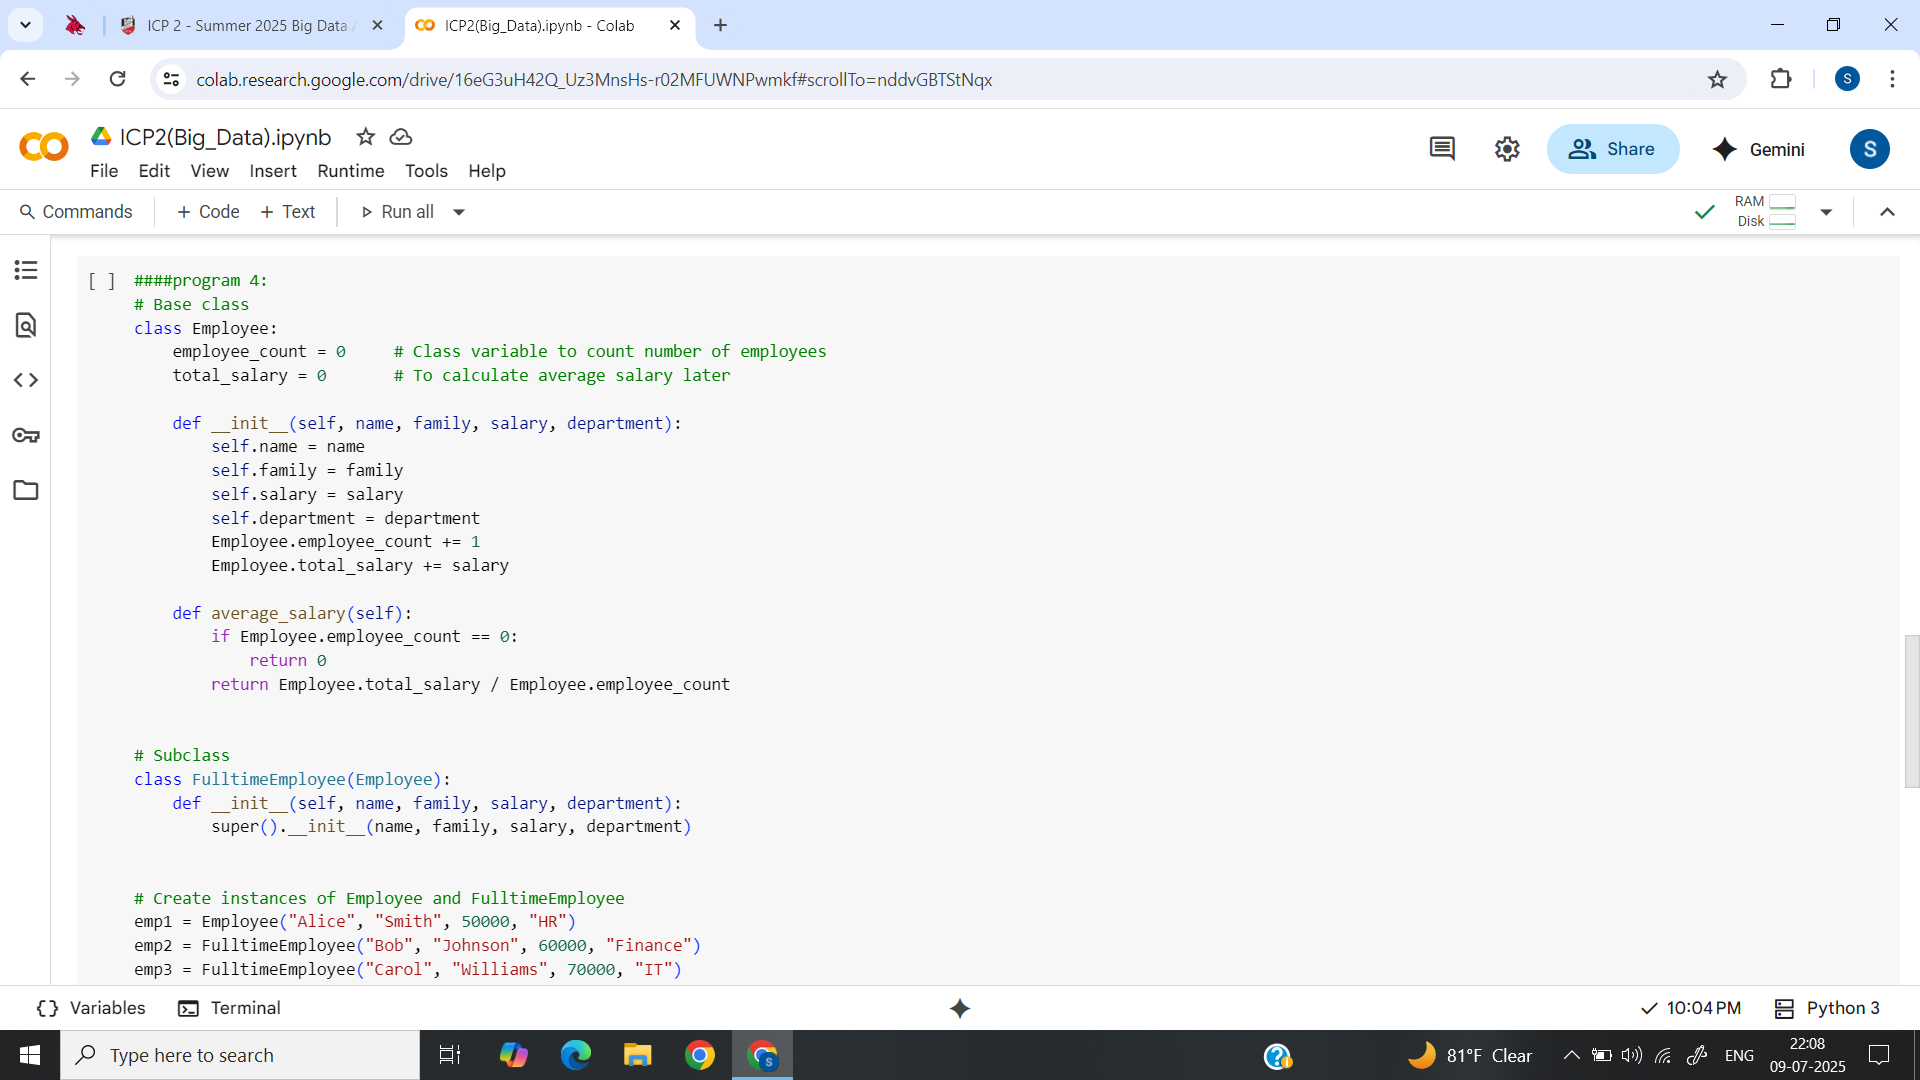 ICP 2 - Summer 2025 Big Data
ICP2(Big_Data).ipynb - Colab
colab.research.google.com/drive/16eG3uH42Q_Uz3MnsHs-r02MFUWNPwmkf#scrollTo=nddvGBTStNqx
S
ICP2(Big_Data).ipynb
File Edit View Insert Runtime Tools Help
Share
Gemini
S
Commands + Code + Text Run all
RAM
Disk
[ ] ####program 4:
# Base class
class Employee:
    employee_count = 0     # Class variable to count number of employees
    total_salary = 0       # To calculate average salary later
    def __init__(self, name, family, salary, department):
        self.name = name
        self.family = family
        self.salary = salary
        self.department = department
        Employee.employee_count += 1
        Employee.total_salary += salary
    def average_salary(self):
        if Employee.employee_count == 0:
            return 0
        return Employee.total_salary / Employee.employee_count
# Subclass
class FulltimeEmployee(Employee):
    def __init__(self, name, family, salary, department):
        super().__init__(name, family, salary, department)
# Create instances of Employee and FulltimeEmployee
emp1 = Employee("Alice", "Smith", 50000, "HR")
emp2 = FulltimeEmployee("Bob", "Johnson", 60000, "Finance")
emp3 = FulltimeEmployee("Carol", "Williams", 70000, "IT")
{} Variables Terminal
10:04 PM Python 3
Type here to search
S
81°F Clear
ENG
22:08
09-07-2025